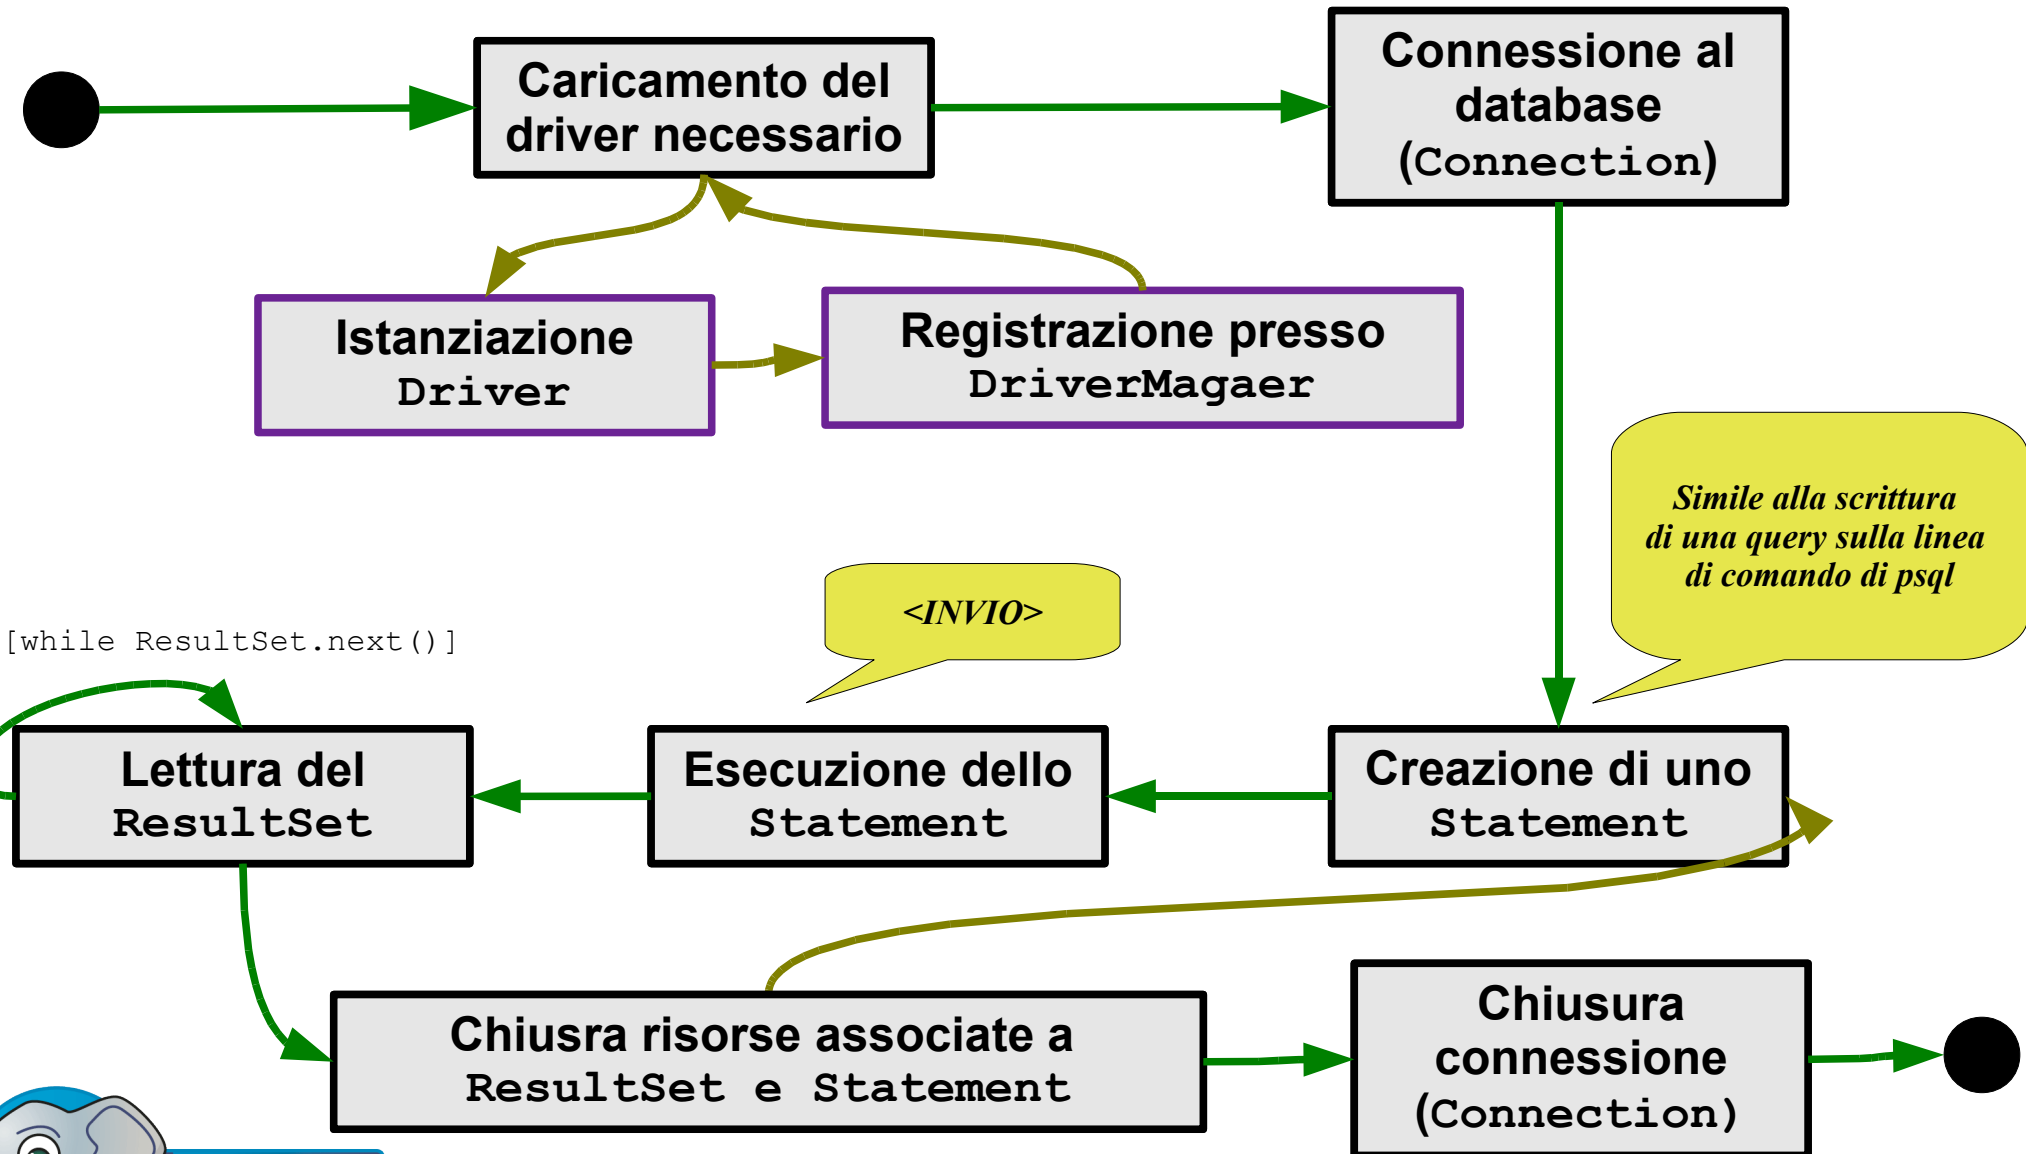 Caricamento del
driver necessario
Connessione al
database
(Connection)
Istanziazione
Driver
Registrazione presso
DriverMagaer
Simile alla scrittura
di una query sulla linea
di comando di psql
<INVIO>
[while ResultSet.next()]
Lettura del
ResultSet
Esecuzione dello
Statement
Creazione di uno
Statement
Chiusra risorse associate a
ResultSet e Statement
Chiusura
connessione
(Connection)